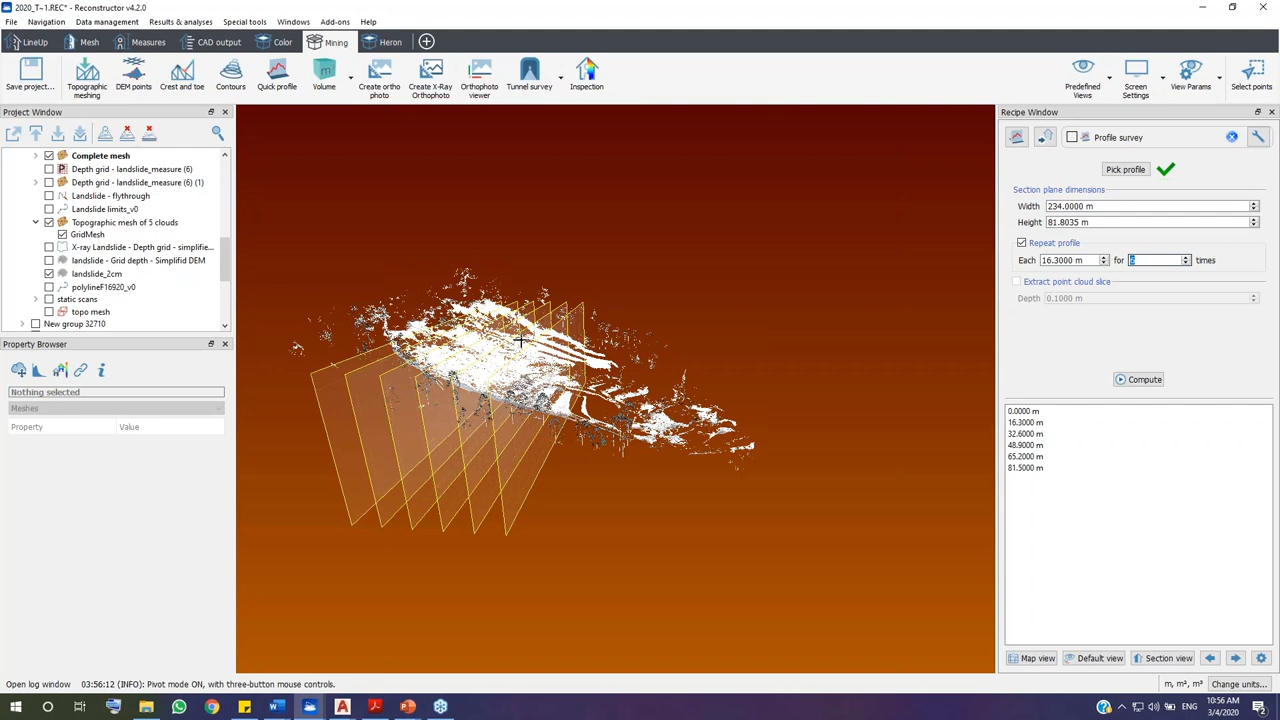 2020_T~1.REC* - Reconstructor v4.2.0
File Navigation Data management Results & analyses Special tools Windows Add-ons Help
LineUp Mesh Measures CAD output Color Mining Heron
Save project... Topographic meshing DEM points Crest and toe Contours Quick profile Volume Create ortho photo Create X-Ray Orthophoto Orthophoto viewer Tunnel survey Inspection Predefined Views Screen Settings View Params Select points
Project Window
Complete mesh
Depth grid - landslide_measure (6)
Depth grid - landslide_measure (6) (1)
Landslide - flythrough
Landslide limits_v0
Topographic mesh of 5 clouds
GridMesh
X-ray Landslide - Depth grid - simplifie...
landslide - Grid depth - Simplifid DEM
landslide_2cm
polylineF16920_v0
static scans
topo mesh
New group 32710
Property Browser
Nothing selected
Meshes
Property Value
Recipe Window
Profile survey
Pick profile
Section plane dimensions
Width 234.0000 m
Height 81.8035 m
Repeat profile
Each 16.3000 m for 6 times
Extract point cloud slice
Depth 0.1000 m
Compute
0.0000 m
16.3000 m
32.6000 m
48.9000 m
65.2000 m
81.5000 m
Map view Default view Section view
Open log window 03:56:12 (INFO): Pivot mode ON, with three-button mouse controls. m, m², m³ Change units...
10:56 AM
3/4/2020